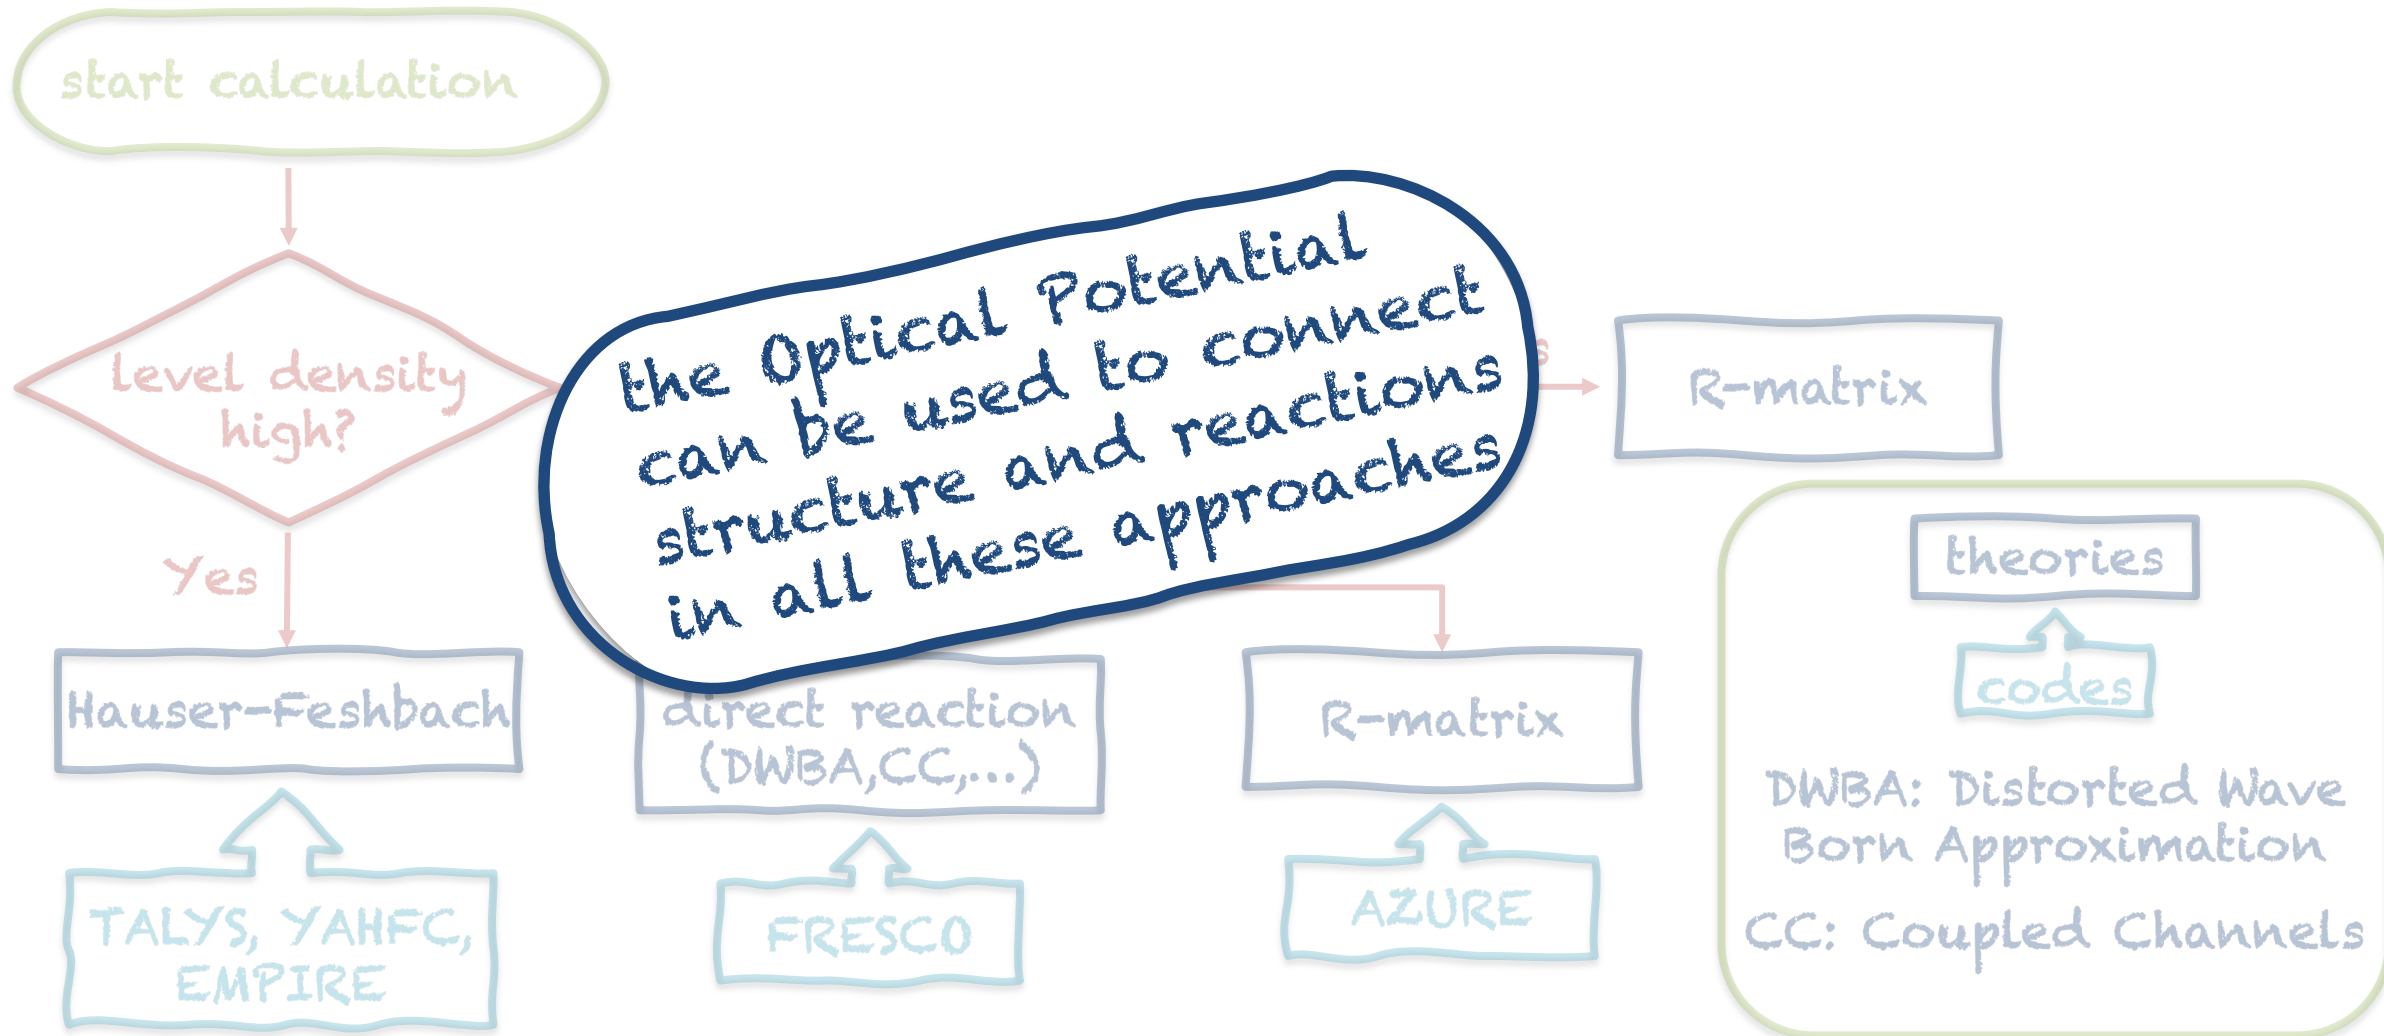 start calculation
level density
high?
Yes
the Optical Potential
can be used to connect
structure and reactions
in all these approaches
R-matrix
Hauser-Feshbach
direct reaction
(DWBA,CC,...)
R-matrix
TALYS, YAHFC,
EMPIRE
FRESCO
AZURE
theories
codes
DWBA: Distorted Wave
Born Approximation
CC: Coupled Channels